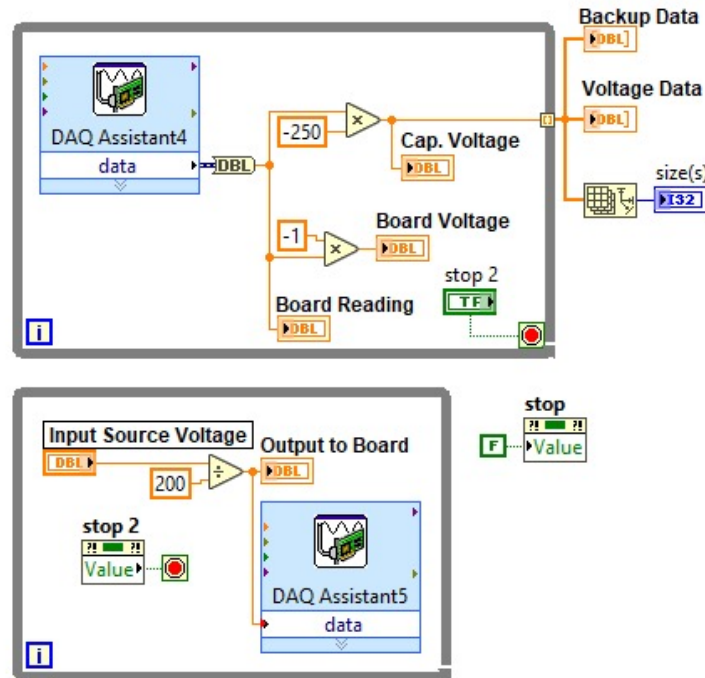 Backup Data
DBL]
DAQ Assistant4
data
DBL
-250
×
Cap. Voltage
DBL
Voltage Data
DBL]
size(s)
I32
-1
×
Board Voltage
DBL
stop 2
TF
Board Reading
DBL
i
Input Source Voltage
DBL
200
÷
Output to Board
DBL
stop 2
?! ?!
Value
DAQ Assistant5
data
i
stop
?! ?!
F
Value